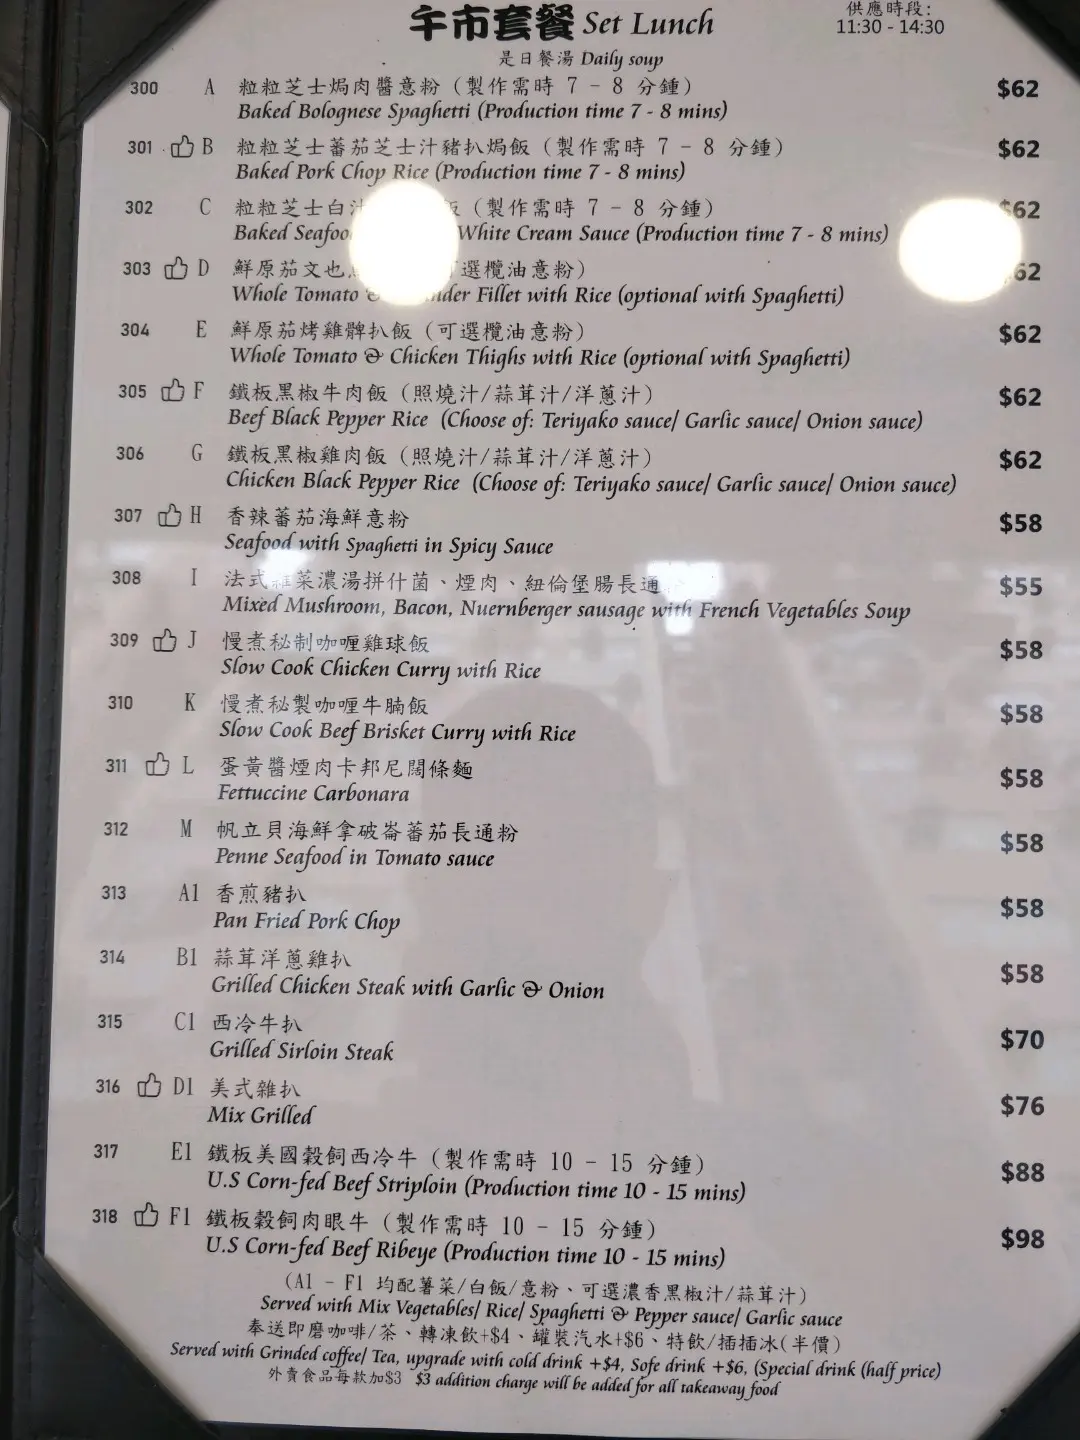 午市套餐 Set Lunch
供應時段:
11:30 - 14:30
是日餐湯 Daily soup
300 A 粒粒芝士焗肉醬意粉 (製作需時 7 - 8 分鍾) $62
Baked Bolognese Spaghetti (Production time 7 - 8 mins)
301 B 粒粒芝士蕃茄芝士汁豬扒焗飯 (製作需時 7 - 8 分鍾) $62
Baked Pork Chop Rice (Production time 7 - 8 mins)
302 C 粒粒芝士白汁 飯 (製作需時 7 - 8 分鍾) $62
Baked White Cream Sauce (Production time 7 - 8 mins)
303 D 鮮原茄文也 可選欖油意粉) 62
Whole Tomato & Fillet with Rice (optional with Spaghetti)
304 E 鮮原茄烤雞髀扒飯 (可選欖油意粉) $62
Whole Tomato & Chicken Thighs with Rice (optional with Spaghetti)
305 F 鐵板黑椒牛肉飯 (照燒汁/蒜茸汁/洋蔥汁) $62
Beef Black Pepper Rice (Choose of: Teriyako sauce/ Garlic sauce/ Onion sauce)
306 G 鐵板黑椒雞肉飯 (照燒汁/蒜茸汁/洋蔥汁) $62
Chicken Black Pepper Rice (Choose of: Teriyako sauce/ Garlic sauce/ Onion sauce)
307 H 香辣蕃茄海鮮意粉 $58
Seafood with Spaghetti in Spicy Sauce
308 I 法式雜菜濃湯拼什菌、煙肉、紐倫堡腸長通 $55
Mixed Mushroom, Bacon, Nuernberger sausage with French Vegetables Soup
309 J 慢煮秘制咖喱雞球飯 $58
Slow Cook Chicken Curry with Rice
310 K 慢煮秘製咖喱牛腩飯 $58
Slow Cook Beef Brisket Curry with Rice
311 L 蛋黃醬煙肉卡邦尼闊條麵 $58
Fettuccine Carbonara
312 M 帆立貝海鮮拿破崙蕃茄長通粉 $58
Penne Seafood in Tomato sauce
313 A1 香煎豬扒 $58
Pan Fried Pork Chop
314 B1 蒜茸洋蔥雞扒 $58
Grilled Chicken Steak with Garlic & Onion
315 C1 西冷牛扒 $70
Grilled Sirloin Steak
316 D1 美式雜扒 $76
Mix Grilled
317 E1 鐵板美國穀飼西冷牛 (製作需時 10 - 15 分鍾) $88
U.S Corn-fed Beef Striploin (Production time 10 - 15 mins)
318 F1 鐵板穀飼肉眼牛 (製作需時 10 - 15 分鍾) $98
U.S Corn-fed Beef Ribeye (Production time 10 - 15 mins)
(A1 - F1 均配薯菜/白飯/意粉、可選濃香黑椒汁/蒜茸汁)
Served with Mix Vegetables/ Rice/ Spaghetti & Pepper sauce/ Garlic sauce
奉送即磨咖啡/茶、轉凍飲+$4、罐裝汽水+$6、特飲/插插冰(半價)
Served with Grinded coffee/ Tea, upgrade with cold drink +$4, Sofe drink +$6, (Special drink (half price)
外賣食品每款加$3 $3 addition charge will be added for all takeaway food